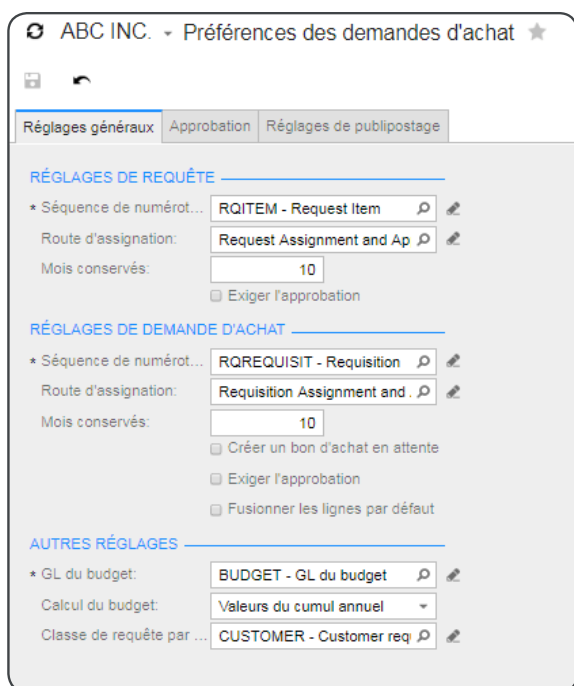 ABC INC. Préférences des demandes d'achat
Réglages généraux Approbation Réglages de publipostage
RÉGLAGES DE REQUÊTE
* Séquence de numérot... RQITEM - Request Item
Route d'assignation: Request Assignment and Ap
Mois conservés: 10
Exiger l'approbation
RÉGLAGES DE DEMANDE D'ACHAT
* Séquence de numérot... RQREQUISIT - Requisition
Route d'assignation: Requisition Assignment and .
Mois conservés: 10
Créer un bon d'achat en attente
Exiger l'approbation
Fusionner les lignes par défaut
AUTRES RÉGLAGES
* GL du budget: BUDGET - GL du budget
Calcul du budget: Valeurs du cumul annuel
Classe de requête par ... CUSTOMER - Customer req